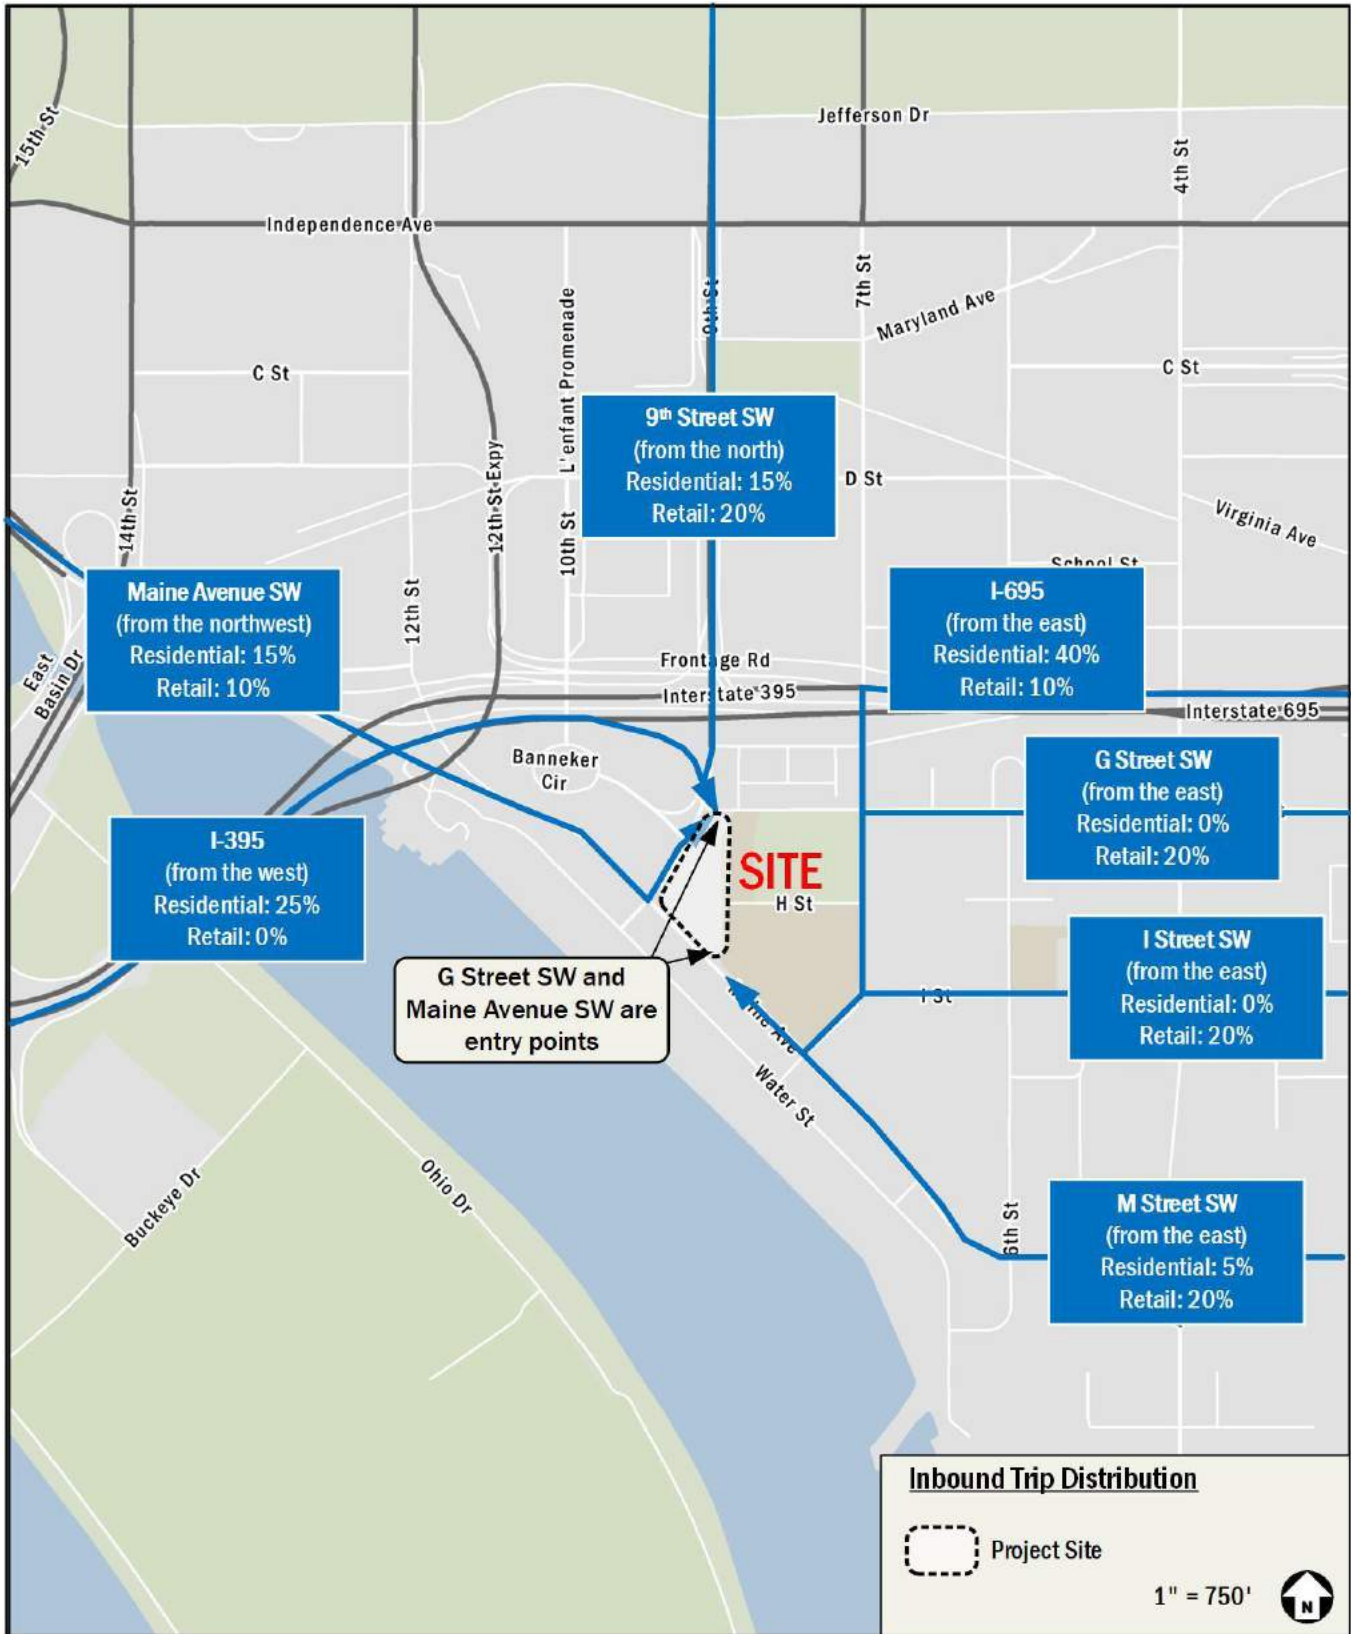 Jefferson Dr
15th St
4th St
Independence Ave
9th St
7th St
Maryland Ave
C St
C St
L'enfant Promenade
9th Street SW
(from the north)
Residential: 15%
Retail: 20%
D St
12th St Expy
14th St
10th St
Virginia Ave
School St
Maine Avenue SW
(from the northwest)
Residential: 15%
Retail: 10%
12th St
I-695
(from the east)
Residential: 40%
Retail: 10%
East
Basin Dr
Frontage Rd
Interstate 395
Interstate 695
Banneker
Cir
G Street SW
(from the east)
Residential: 0%
Retail: 20%
I-395
(from the west)
Residential: 25%
Retail: 0%
SITE
H St
I Street SW
(from the east)
Residential: 0%
Retail: 20%
G Street SW and
Maine Avenue SW are
entry points
I St
Maine Ave
Water St
Ohio Dr
Buckeye Dr
6th St
M Street SW
(from the east)
Residential: 5%
Retail: 20%
Inbound Trip Distribution
Project Site
1" = 750'
N